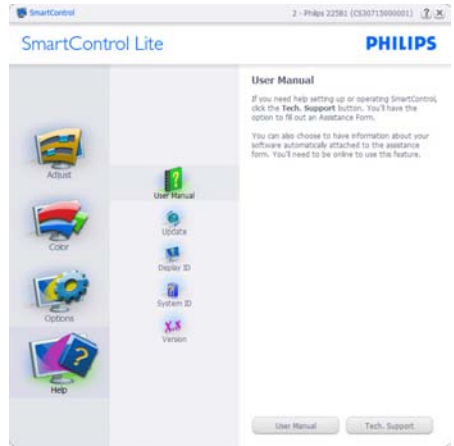 SmartControl
2 - Philips 225B1 (CS30715000001)
SmartControl Lite
PHILIPS
Adjust
Color
Options
Help
User Manual
Update
Display ID
System ID
Version
User Manual
If you need help setting up or operating SmartControl,
click the Tech. Support button. You'll have the
option to fill out an Assistance Form.
You can also choose to have information about your
software automatically attached to the assistance
form. You'll need to be online to use this feature.
User Manual
Tech. Support